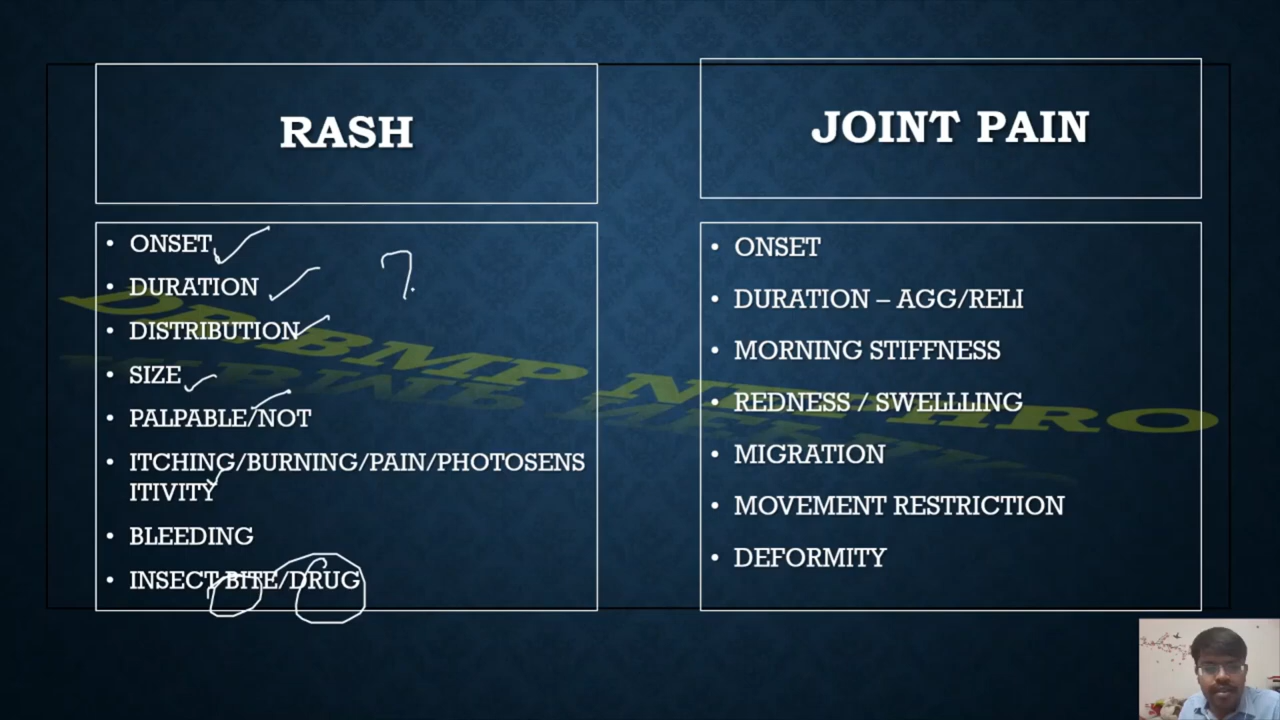 RASH
• ONSET
• DURATION
• DISTRIBUTION
• SIZE
• PALPABLE/NOT
• ITCHING/BURNING/PAIN/PHOTOSENS
ITIVITY
• BLEEDING
• INSECT BITE/DRUG
?
JOINT PAIN
• ONSET
• DURATION – AGG/RELI
• MORNING STIFFNESS
• REDNESS / SWELLLING
• MIGRATION
• MOVEMENT RESTRICTION
• DEFORMITY